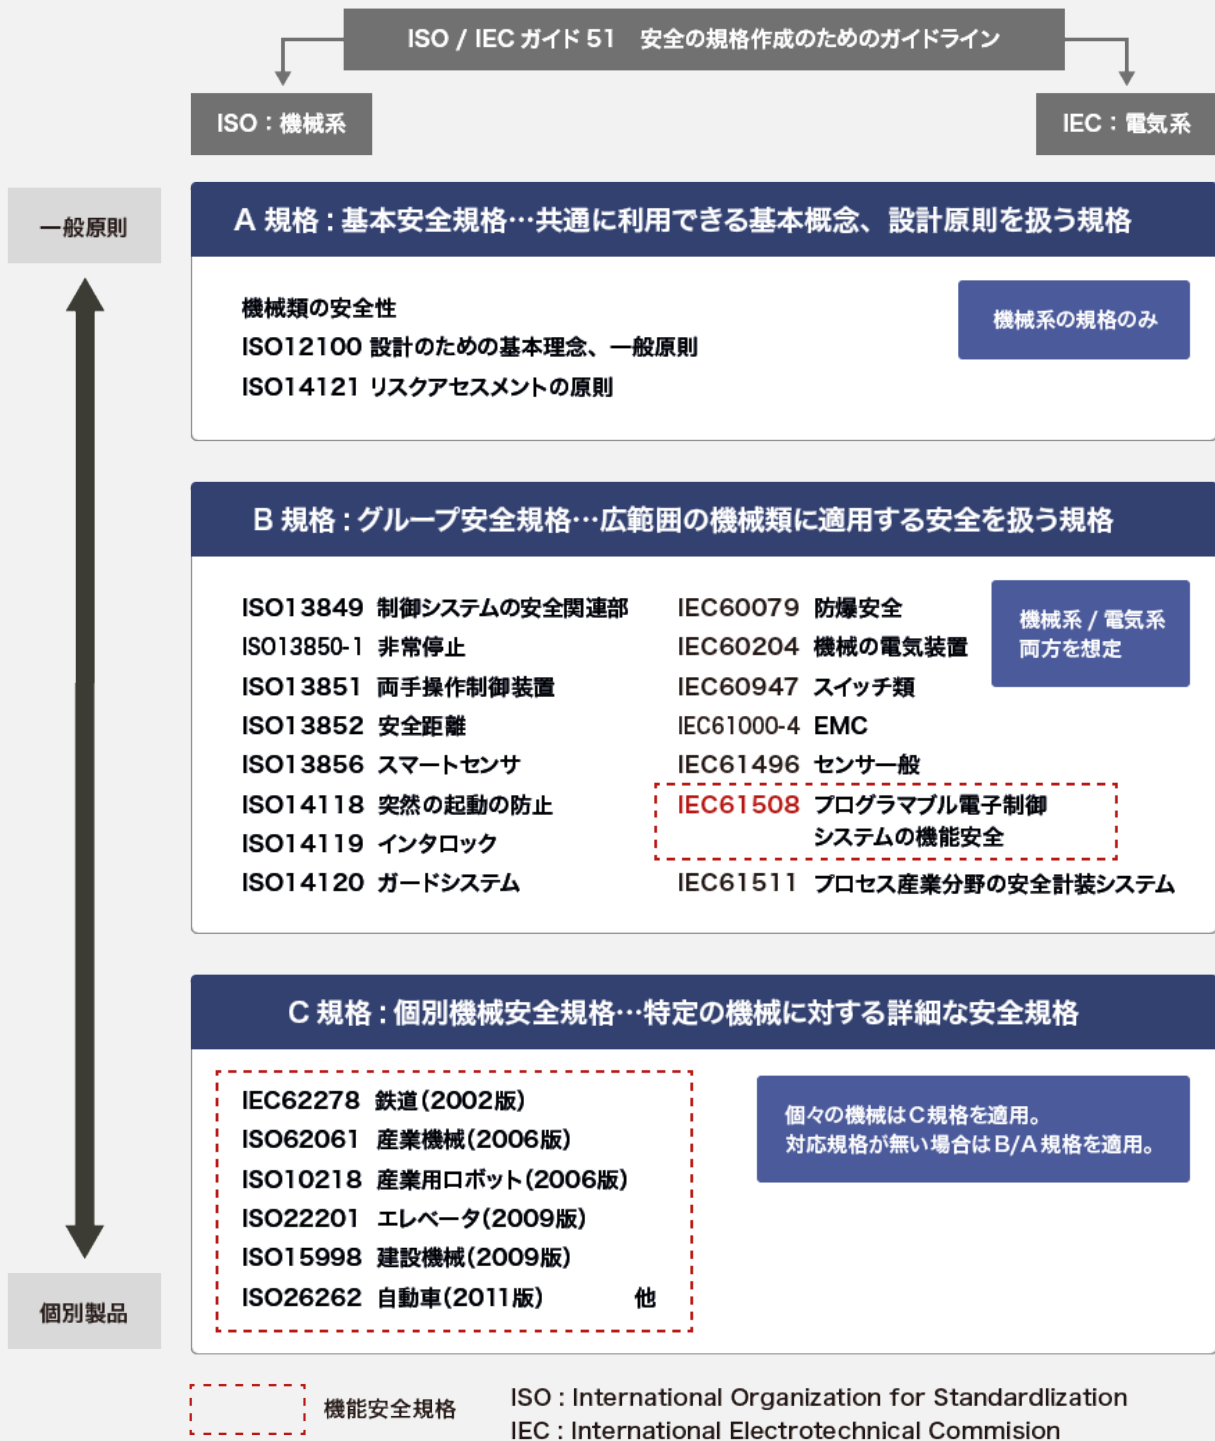 ISO / IEC ガイド 51　安全の規格作成のためのガイドライン
ISO：機械系
IEC：電気系
一般原則
A 規格 : 基本安全規格…共通に利用できる基本概念、設計原則を扱う規格
機械類の安全性
ISO12100 設計のための基本理念、一般原則
ISO14121 リスクアセスメントの原則
機械系の規格のみ
B 規格 : グループ安全規格…広範囲の機械類に適用する安全を扱う規格
ISO13849 制御システムの安全関連部
ISO13850-1 非常停止
ISO13851 両手操作制御装置
ISO13852 安全距離
ISO13856 スマートセンサ
ISO14118 突然の起動の防止
ISO14119 インタロック
ISO14120 ガードシステム
IEC60079 防爆安全
IEC60204 機械の電気装置
IEC60947 スイッチ類
IEC61000-4 EMC
IEC61496 センサ一般
IEC61508 プログラマブル電子制御
システムの機能安全
IEC61511 プロセス産業分野の安全計装システム
機械系 / 電気系
両方を想定
C 規格 : 個別機械安全規格…特定の機械に対する詳細な安全規格
IEC62278 鉄道(2002版)
ISO62061 産業機械(2006版)
ISO10218 産業用ロボット(2006版)
ISO22201 エレベータ(2009版)
ISO15998 建設機械(2009版)
ISO26262 自動車(2011版)　他
個々の機械はC規格を適用。
対応規格が無い場合はB/A規格を適用。
個別製品
機能安全規格
ISO : International Organization for Standardlization
IEC : International Electrotechnical Commision